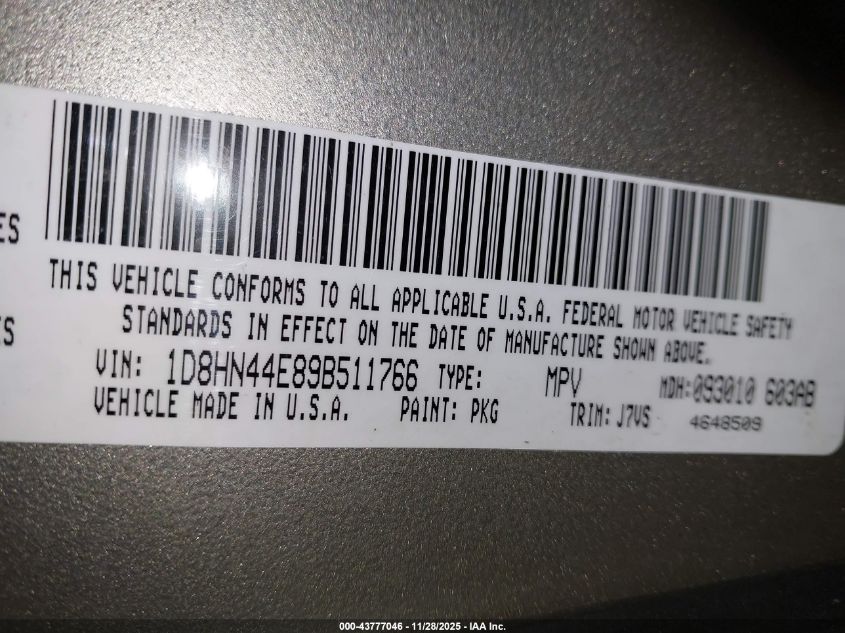 ES
THIS VEHICLE CONFORMS TO ALL APPLICABLE U.S.A. FEDERAL MOTOR VEHICLE SAFETY
STANDARDS IN EFFECT ON THE DATE OF MANUFACTURE SHOWN ABOVE.
ES
VIN: 1D8HN44E89B511766 TYPE: MPV MDH:093010 603AB
VEHICLE MADE IN U.S.A. PAINT: PKG TRIM: J7VS 4648509
000-43777046 - 11/28/2025 - IAA Inc.